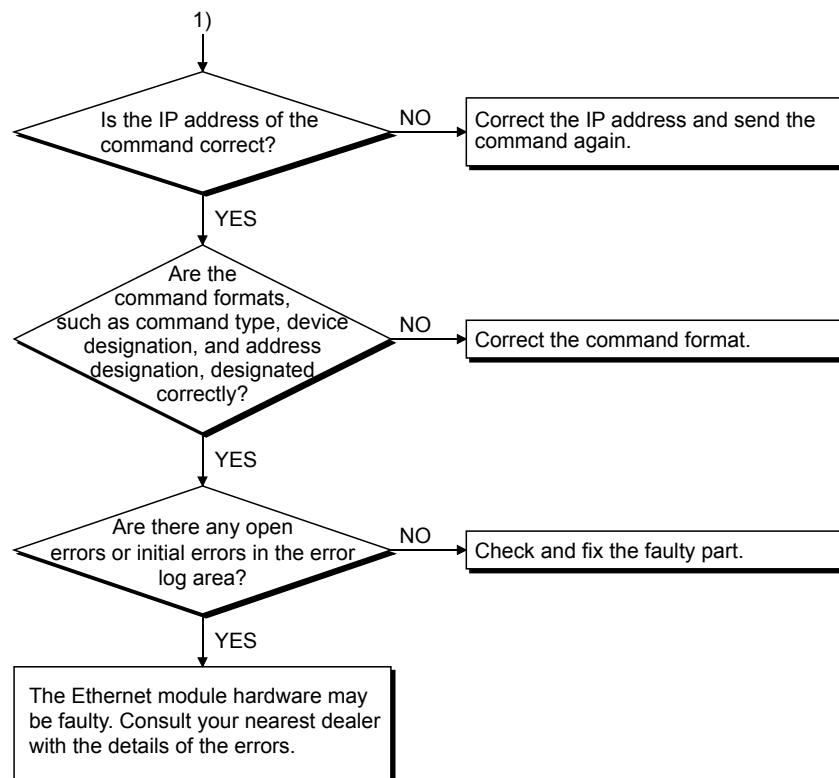 1)
Is the IP address of the
command correct?
NO
Correct the IP address and send the
command again.
YES
Are the
command formats,
such as command type, device
designation, and address
designation, designated
correctly?
NO
Correct the command format.
YES
Are there any open
errors or initial errors in the error
log area?
NO
Check and fix the faulty part.
YES
The Ethernet module hardware may
be faulty. Consult your nearest dealer
with the details of the errors.